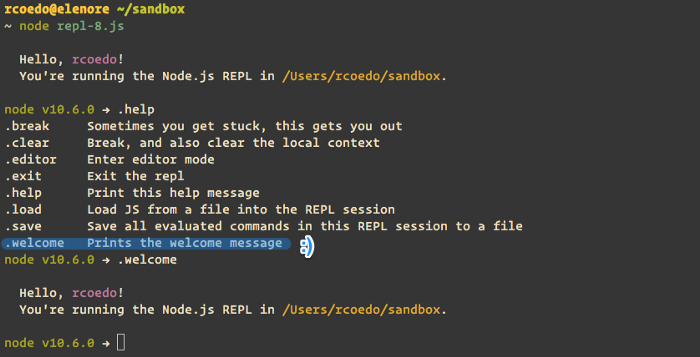 rcoedo@elenore ~/sandbox
~ node repl-8.js
Hello, rcoedo!
You're running the Node.js REPL in /Users/rcoedo/sandbox.
node v10.6.0 → .help
.break Sometimes you get stuck, this gets you out
.clear Break, and also clear the local context
.editor Enter editor mode
.exit Exit the repl
.help Print this help message
.load Load JS from a file into the REPL session
.save Save all evaluated commands in this REPL session to a file
.welcome Prints the welcome message :)
node v10.6.0 → .welcome
Hello, rcoedo!
You're running the Node.js REPL in /Users/rcoedo/sandbox.
node v10.6.0 →